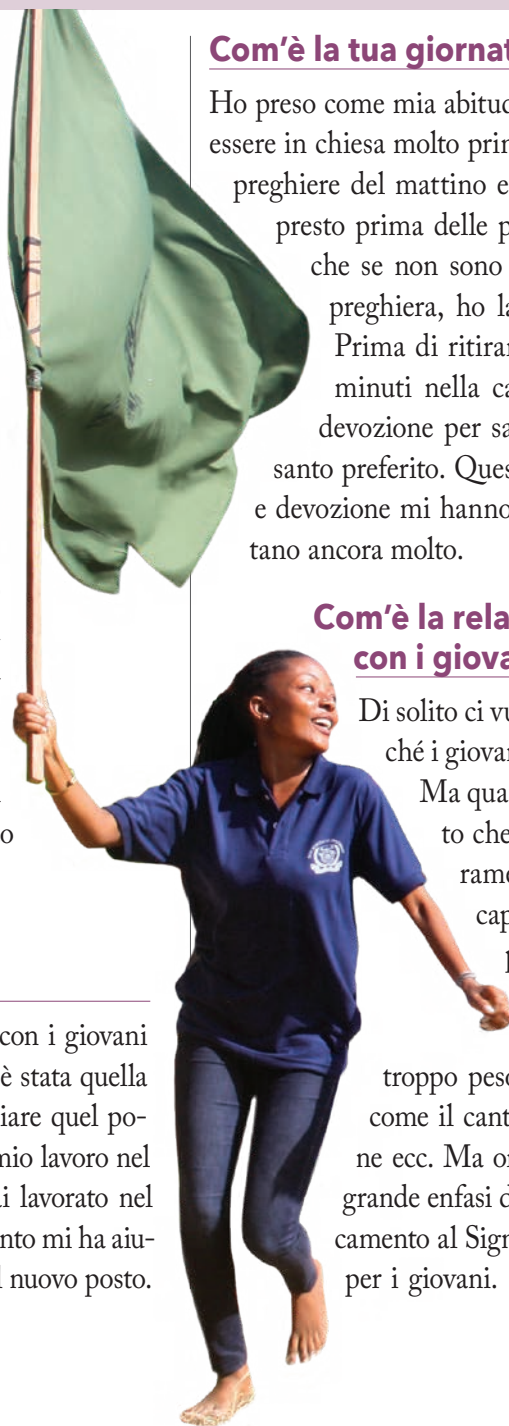 Com'è la tua giornat
Ho preso come mia abitud
essere in chiesa molto prin
preghiere del mattino e
presto prima delle p
che se non sono
preghiera, ho la
Prima di ritirar
minuti nella ca
devozione per sa
santo preferito. Ques
e devozione mi hanno
tano ancora molto.
Com'è la rela
con i giova
Di solito ci vu
ché i giovan
Ma qua
to che
ramo
cap
o
con i giovani
è stata quella
iare quel po-
nio lavoro nel
i lavorato nel
nto mi ha aiu-
l nuovo posto.
troppo peso
come il cant
ne ecc. Ma or
grande enfasi d
camento al Sign
per i giovani.